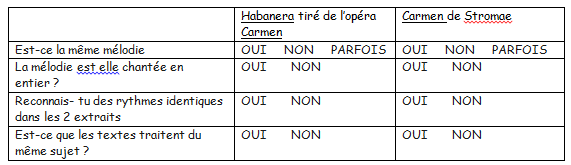 Habanera tiré de l'opéra Carmen de Stromae
Carmen
Est-ce la même mélodie OUI NON PARFOIS OUI NON PARFOIS
La mélodie est elle chantée en OUI NON OUI NON
entier ?
Reconnais- tu des rythmes identiques OUI NON OUI NON
dans les 2 extraits
Est-ce que les textes traitent du OUI NON OUI NON
même sujet ?